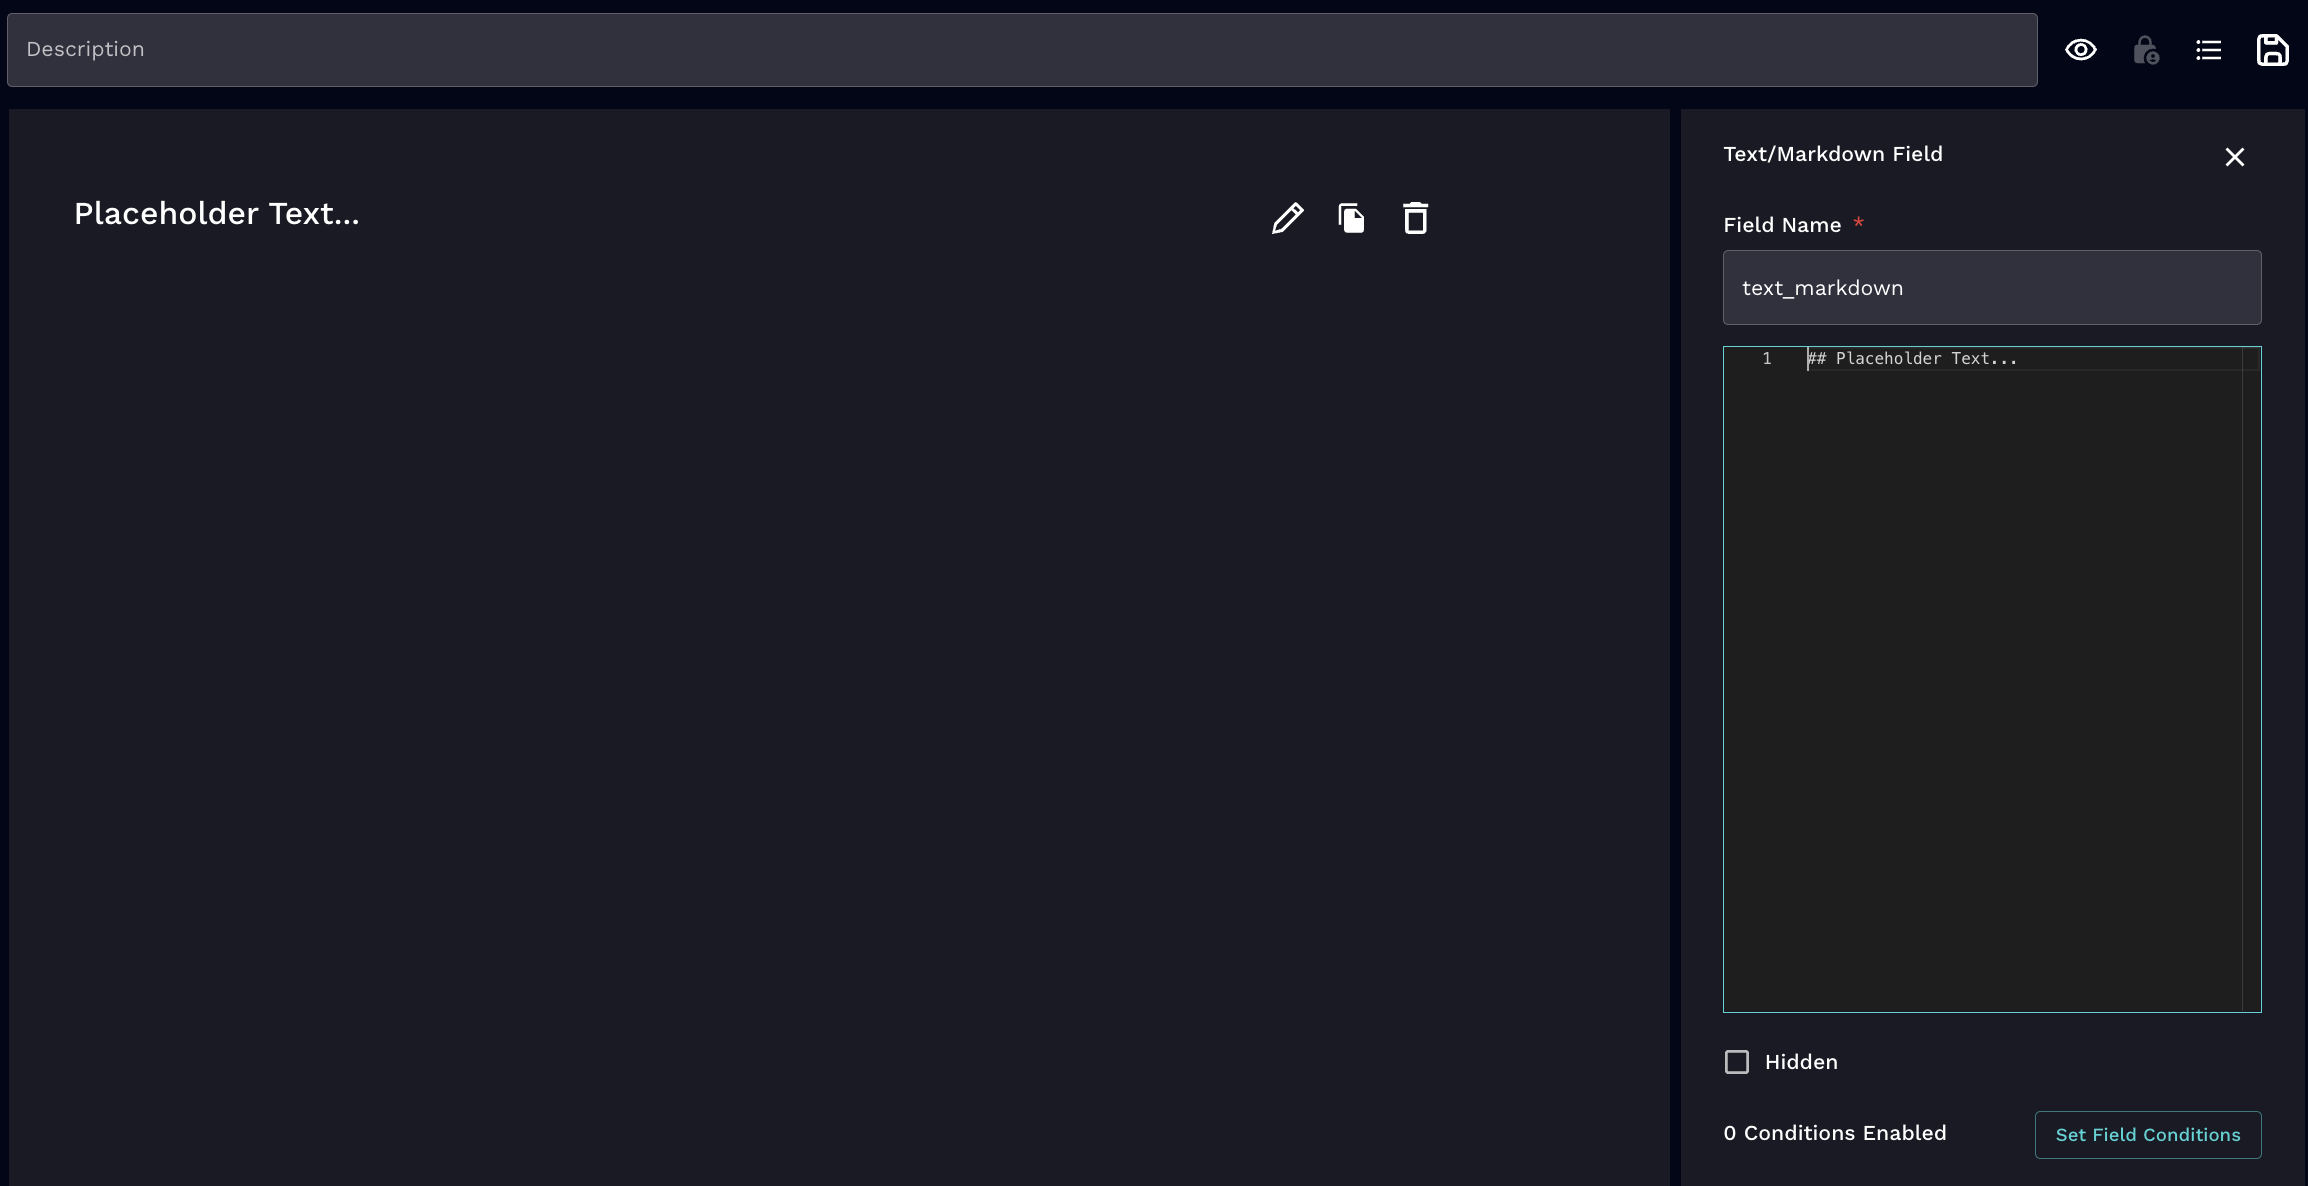 Description
Placeholder Text...
Text/Markdown Field
Field Name *
text_markdown
1 ## Placeholder Text...
Hidden
0 Conditions Enabled
Set Field Conditions